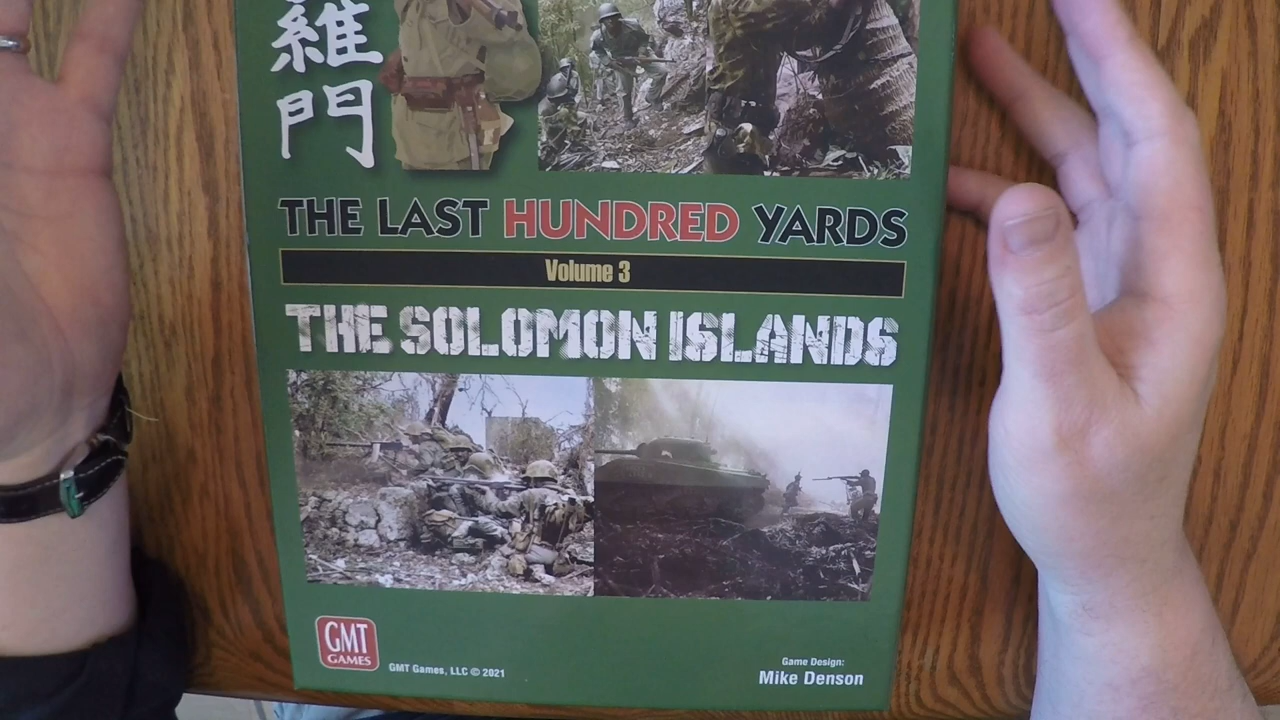 羅
門
THE LAST HUNDRED YARDS
Volume 3
THE SOLOMON ISLANDS
GMT
GAMES
GMT Games, LLC © 2021
Game Design:
Mike Denson